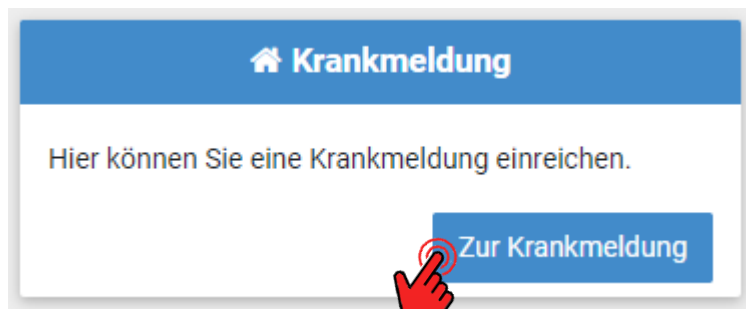 Krankmeldung
Hier können Sie eine Krankmeldung einreichen.
Zur Krankmeldung